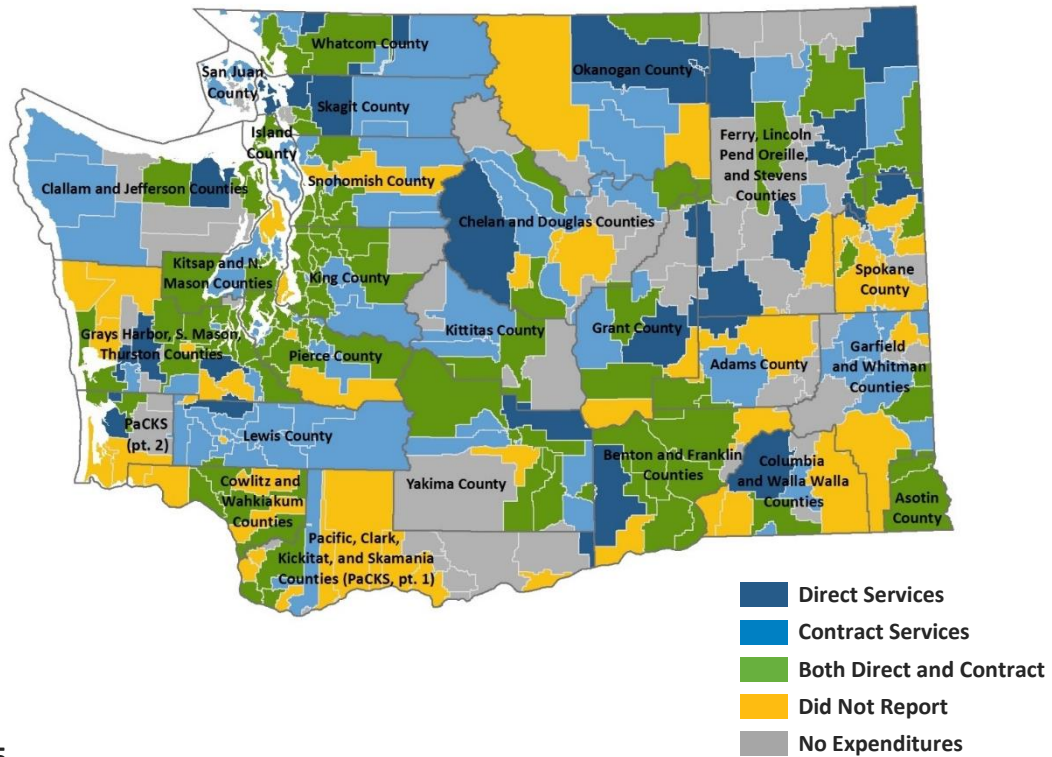 Whatcom County
San Juan
County
Okanogan County
Skagit County
Island
County
Ferry, Lincoln
Pend Oreille,
and Stevens
Counties
Snohomish County
Clallam and Jefferson Counties
Chelan and Douglas Counties
Kitsap and N.
Mason Counties
King County
Spokane
County
Grays Harbor, S. Mason,
Thurston Counties
Kittitas County
Grant County
Pierce County
Adams County
Garfield
and Whitman
Counties
PaCKS
(pt. 2)
Lewis County
Benton and Franklin
Counties
Columbia
and Walla Walla
Counties
Yakima County
Cowlitz and
Wahkiakum
Counties
Asotin
County
Pacific, Clark,
Kickitat, and Skamania
Counties (PaCKS, pt. 1)
Direct Services
Contract Services
Both Direct and Contract
Did Not Report
No Expenditures